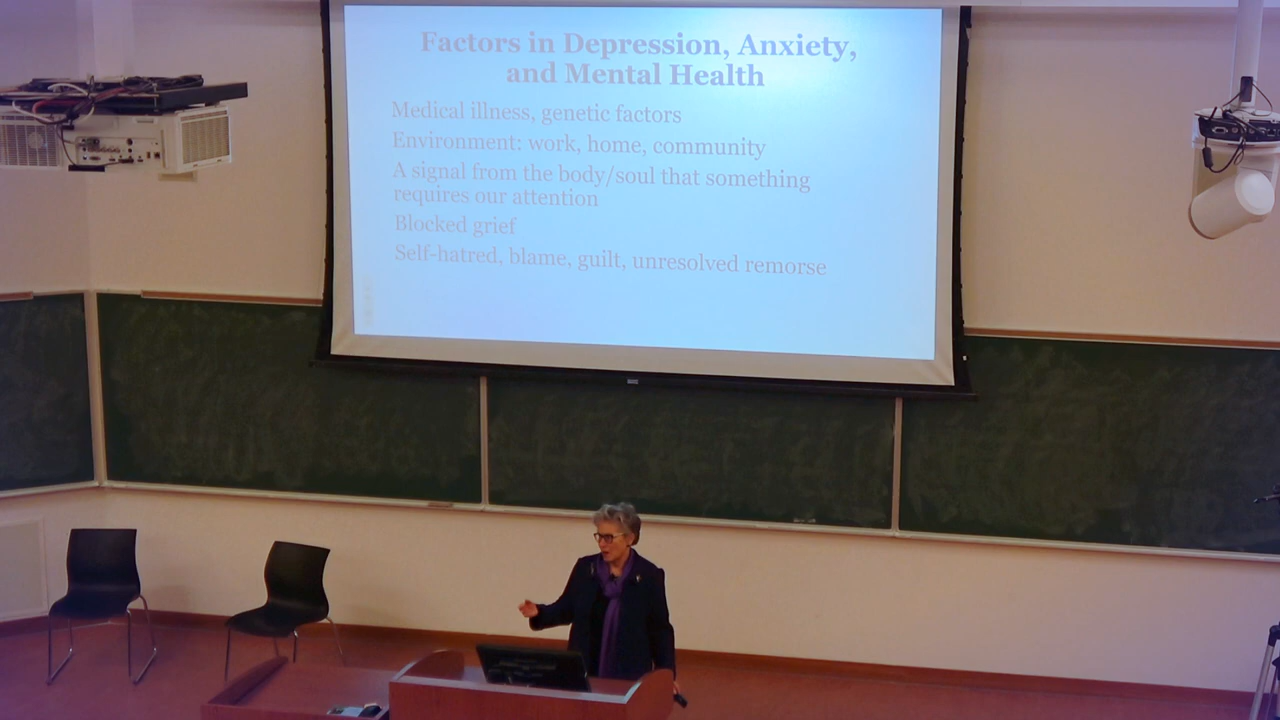 Factors in Depression, Anxiety,
and Mental Health
Medical illness, genetic factors
Environment: work, home, community
A signal from the body/soul that something
requires our attention
Blocked grief
Self-hatred, blame, guilt, unresolved remorse